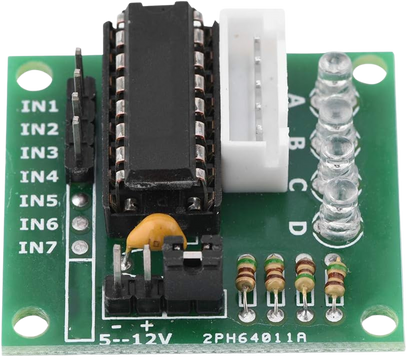 IN1
IN2
IN3
IN4
IN5
IN6
IN7
A
B
C
D
- +
5--12V
2PH64011A